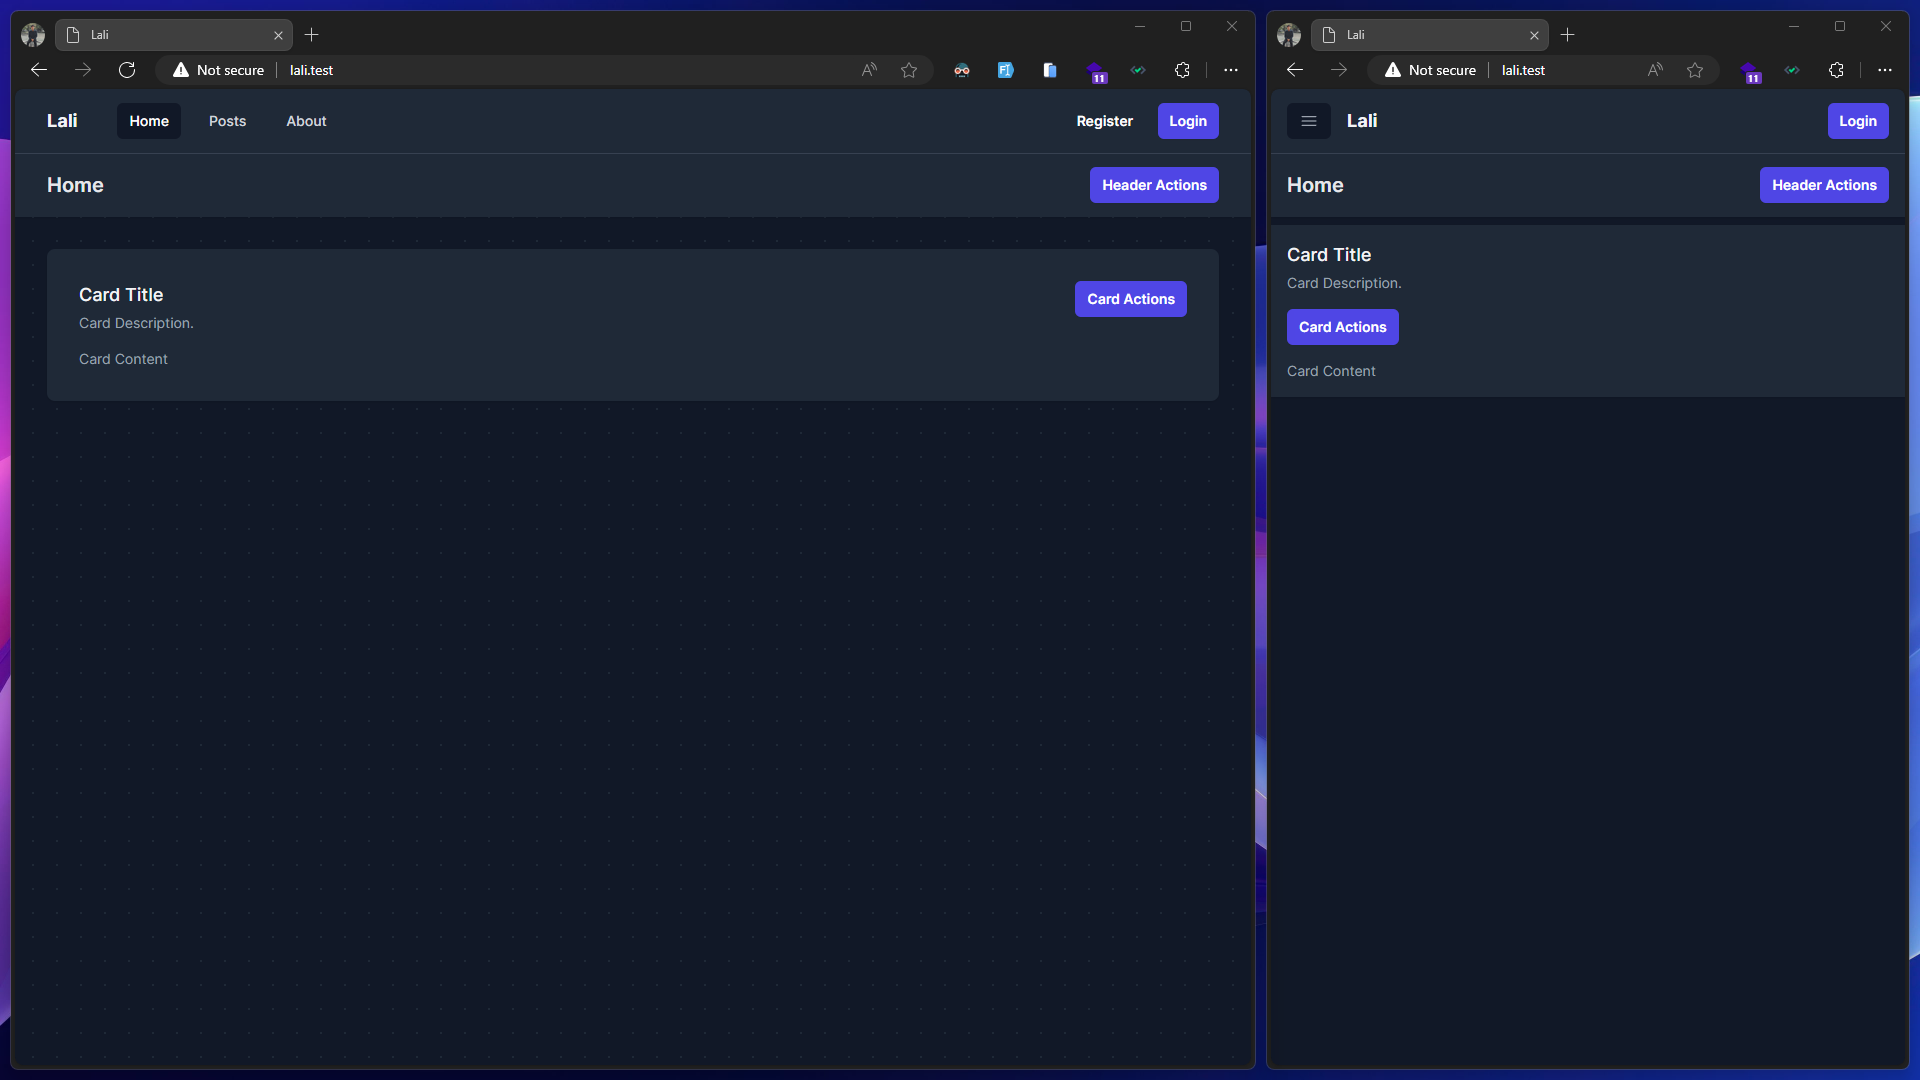 Lali
Not secure lali.test
11
Lali Home Posts About Register Login
Home Header Actions
Card Title
Card Description.
Card Actions
Card Content
Lali
Not secure lali.test
11
Lali Login
Home Header Actions
Card Title
Card Description.
Card Actions
Card Content